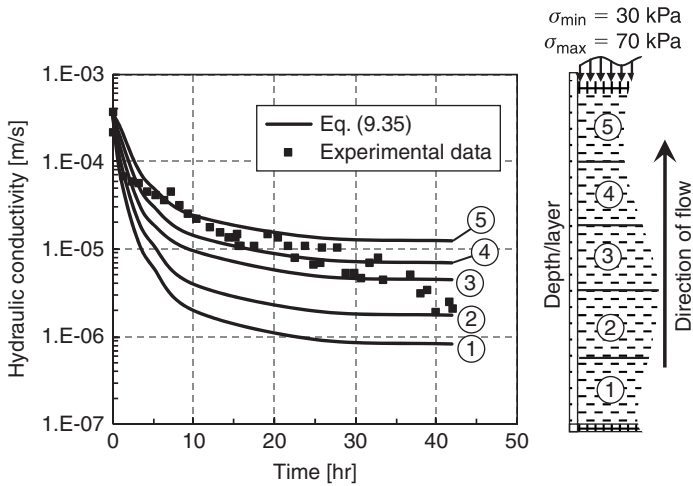 σmin = 30 kPa
σmax = 70 kPa
1.E−03
1.E−04
1.E−05
1.E−06
1.E−07
Hydraulic conductivity [m/s]
Eq. (9.35)
Experimental data
5
4
3
2
1
0
10
20
30
40
50
Time [hr]
Depth/layer
5
4
3
2
1
Direction of flow